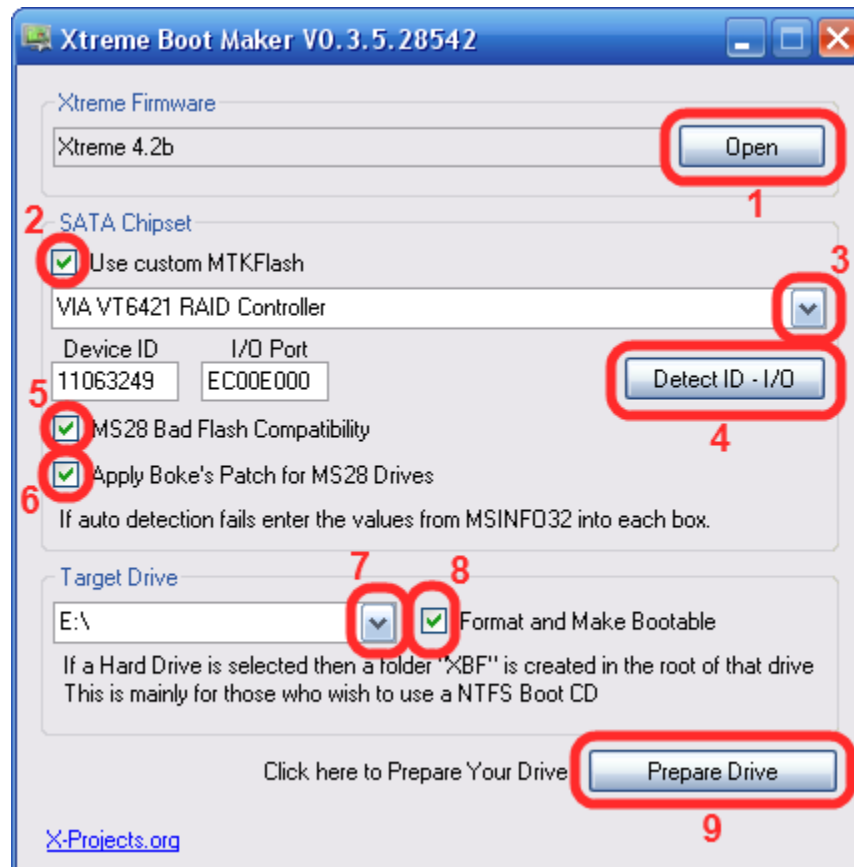 Xtreme Boot Maker V0.3.5.28542
Xtreme Firmware
Xtreme 4.2b
Open
1
2
SATA Chipset
3
Use custom MTKFlash
VIA VT6421 RAID Controller
Device ID
I/O Port
11063249
EC00E000
Detect ID - I/O
4
5
MS28 Bad Flash Compatibility
6
Apply Boke's Patch for MS28 Drives
If auto detection fails enter the values from MSINFO32 into each box.
7
8
Target Drive
E:\
Format and Make Bootable
If a Hard Drive is selected then a folder "XBF" is created in the root of that drive
This is mainly for those who wish to use a NTFS Boot CD
Click here to Prepare Your Drive
Prepare Drive
9
X-Projects.org